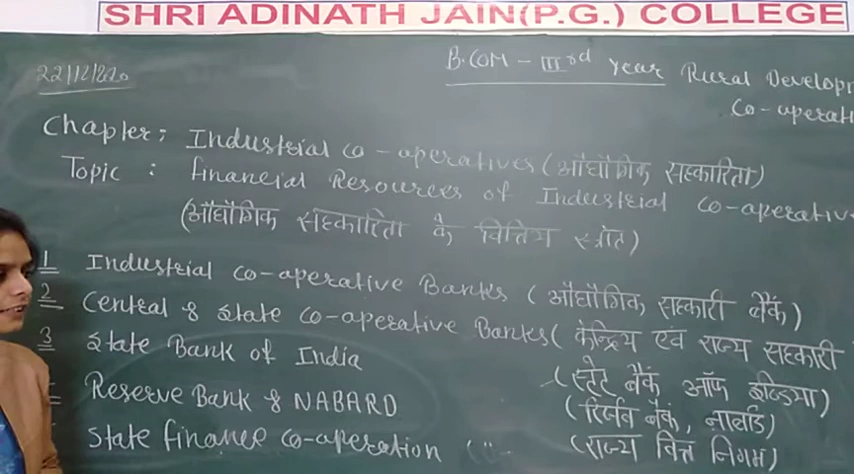 SHRI ADINATH JAIN(P.G.) COLLEGE
22/12/2020
B.COM - IIIrd Year Rural Develop
Co-operati
Chapter: Industrial Co-operatives (औद्यौगिक सहकारिता)
Topic : financial Resources of Industrial Co-operative
(औद्यौगिक सहकारिता के वित्तिय स्त्रोत)
1 Industrial Co-operative Banks (औद्यौगिक सहकारी बैंक)
2 Central & State Co-operative Banks (केन्द्रिय एवं राज्य सहकारी
3 State Bank of India (स्टेट बैंक ऑफ इण्डिया)
Reserve Bank & NABARD (रिर्जव बैंक, नाबार्ड)
State finance Co-operation (राज्य वित्त निगम)